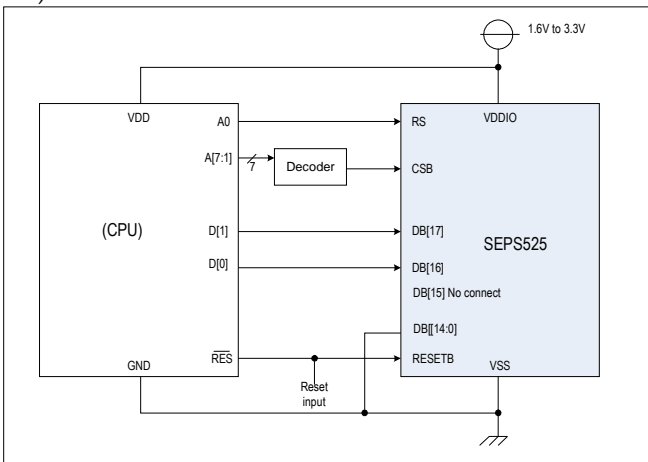 1.6V to 3.3V
VDD
A0
RS
VDDIO
A[7:1]
7
Decoder
CSB
(CPU)
D[1]
DB[17]
SEPS525
D[0]
DB[16]
DB[15] No connect
DB[[14:0]
RES
RESETB
GND
VSS
Reset
input